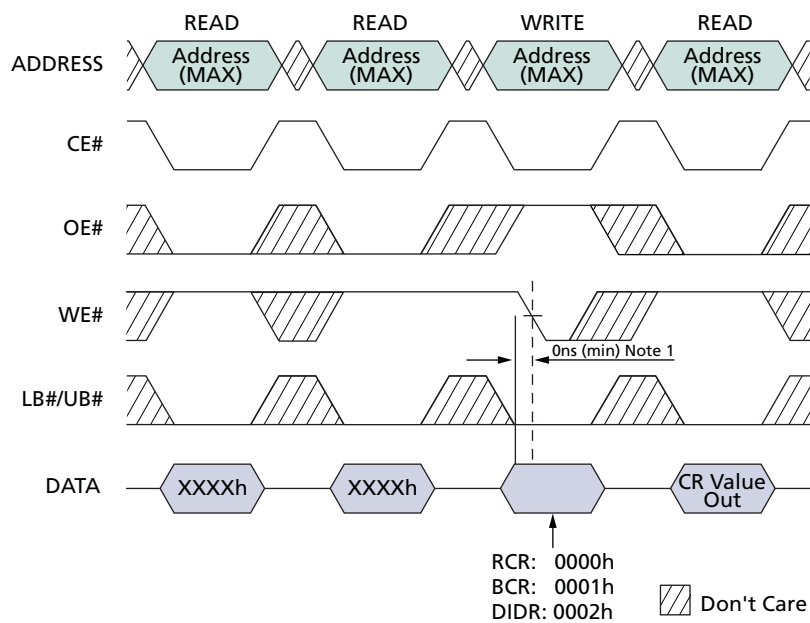 READ READ WRITE READ
ADDRESS Address (MAX) Address (MAX) Address (MAX) Address (MAX)
CE#
OE#
WE#
0ns (min) Note 1
LB#/UB#
DATA XXXXh XXXXh CR Value Out
RCR: 0000h
BCR: 0001h
DIDR: 0002h
Don't Care